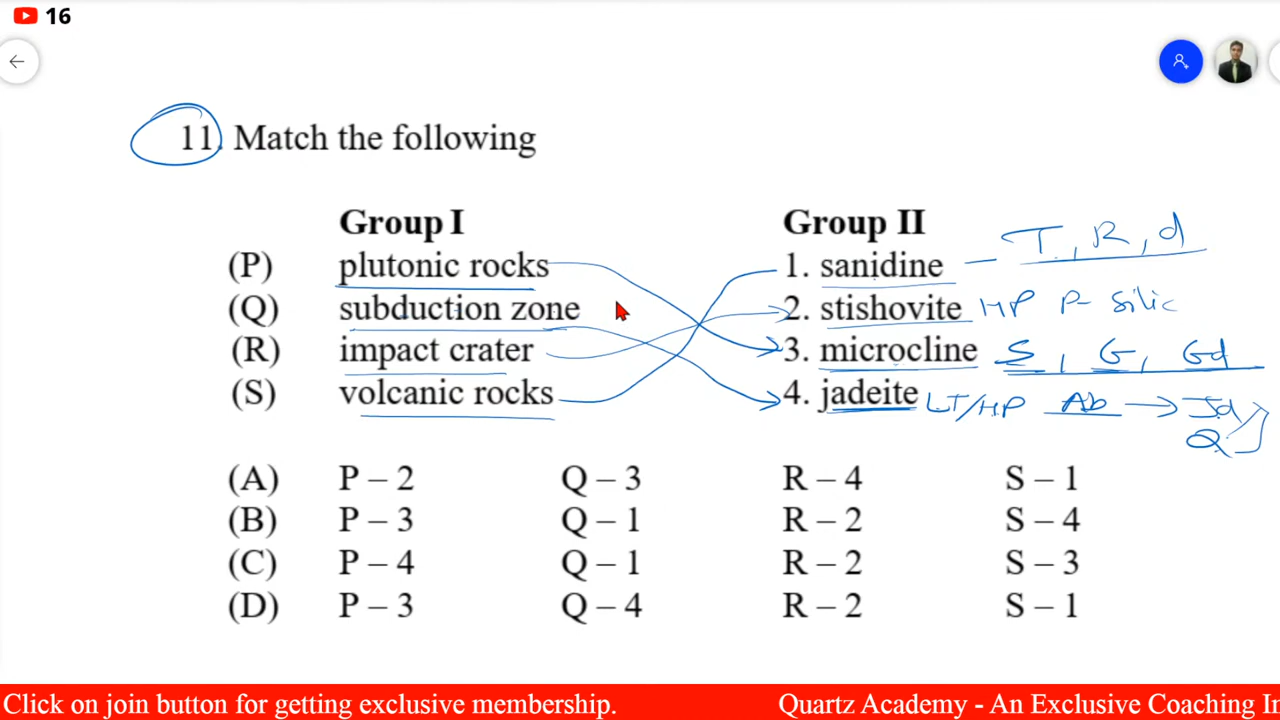 16
11. Match the following
Group I Group II
T, R, d
(P) plutonic rocks 1. sanidine –
(Q) subduction zone 2. stishovite HP P- Silic
(R) impact crater 3. microcline S, G, Gd
(S) volcanic rocks 4. jadeite LT/HP Ab → Jd
Q
(A) P – 2 Q – 3 R – 4 S – 1
(B) P – 3 Q – 1 R – 2 S – 4
(C) P – 4 Q – 1 R – 2 S – 3
(D) P – 3 Q – 4 R – 2 S – 1
Click on join button for getting exclusive membership. Quartz Academy - An Exclusive Coaching In